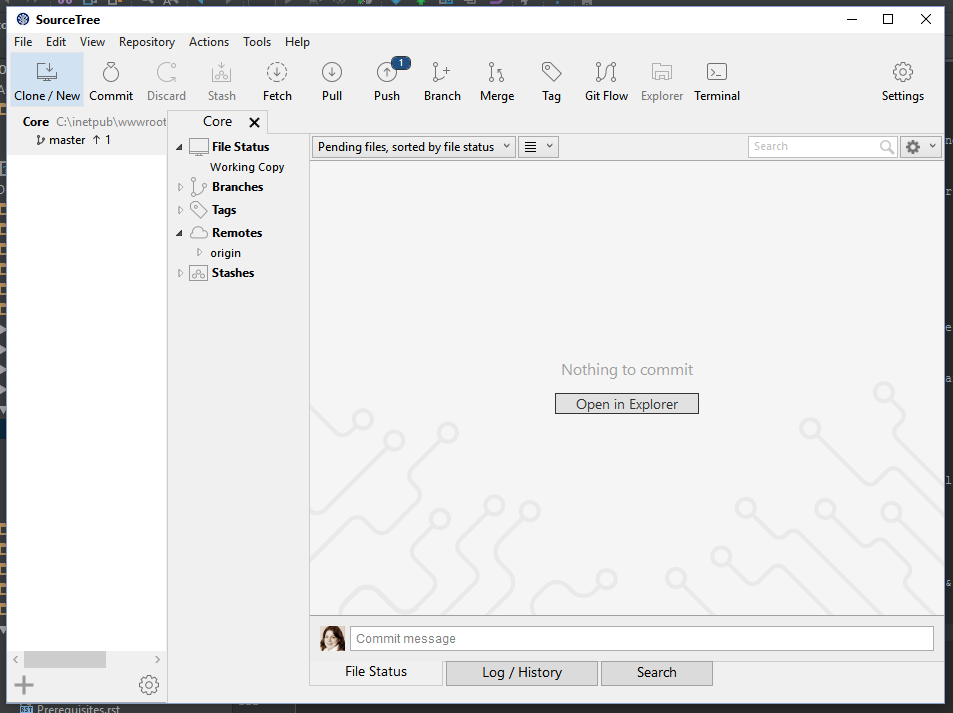 SourceTree
File Edit View Repository Actions Tools Help
1
Clone / New Commit Discard Stash Fetch Pull Push Branch Merge Tag Git Flow Explorer Terminal Settings
Core C:\inetpub\wwwroot
master ↑ 1
Core
File Status
Working Copy
Branches
Tags
Remotes
origin
Stashes
Pending files, sorted by file status
Search
Nothing to commit
Open in Explorer
Commit message
File Status Log / History Search
Prerequisites.rst